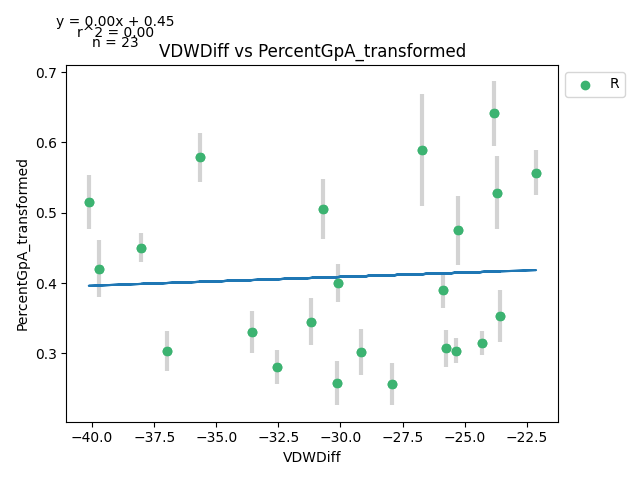 y = 0.00x + 0.45
r^2 = 0.00
n = 23
VDWDiff vs PercentGpA_transformed
R
PercentGpA_transformed
0.7
0.6
0.5
0.4
0.3
−40.0 −37.5 −35.0 −32.5 −30.0 −27.5 −25.0 −22.5
VDWDiff